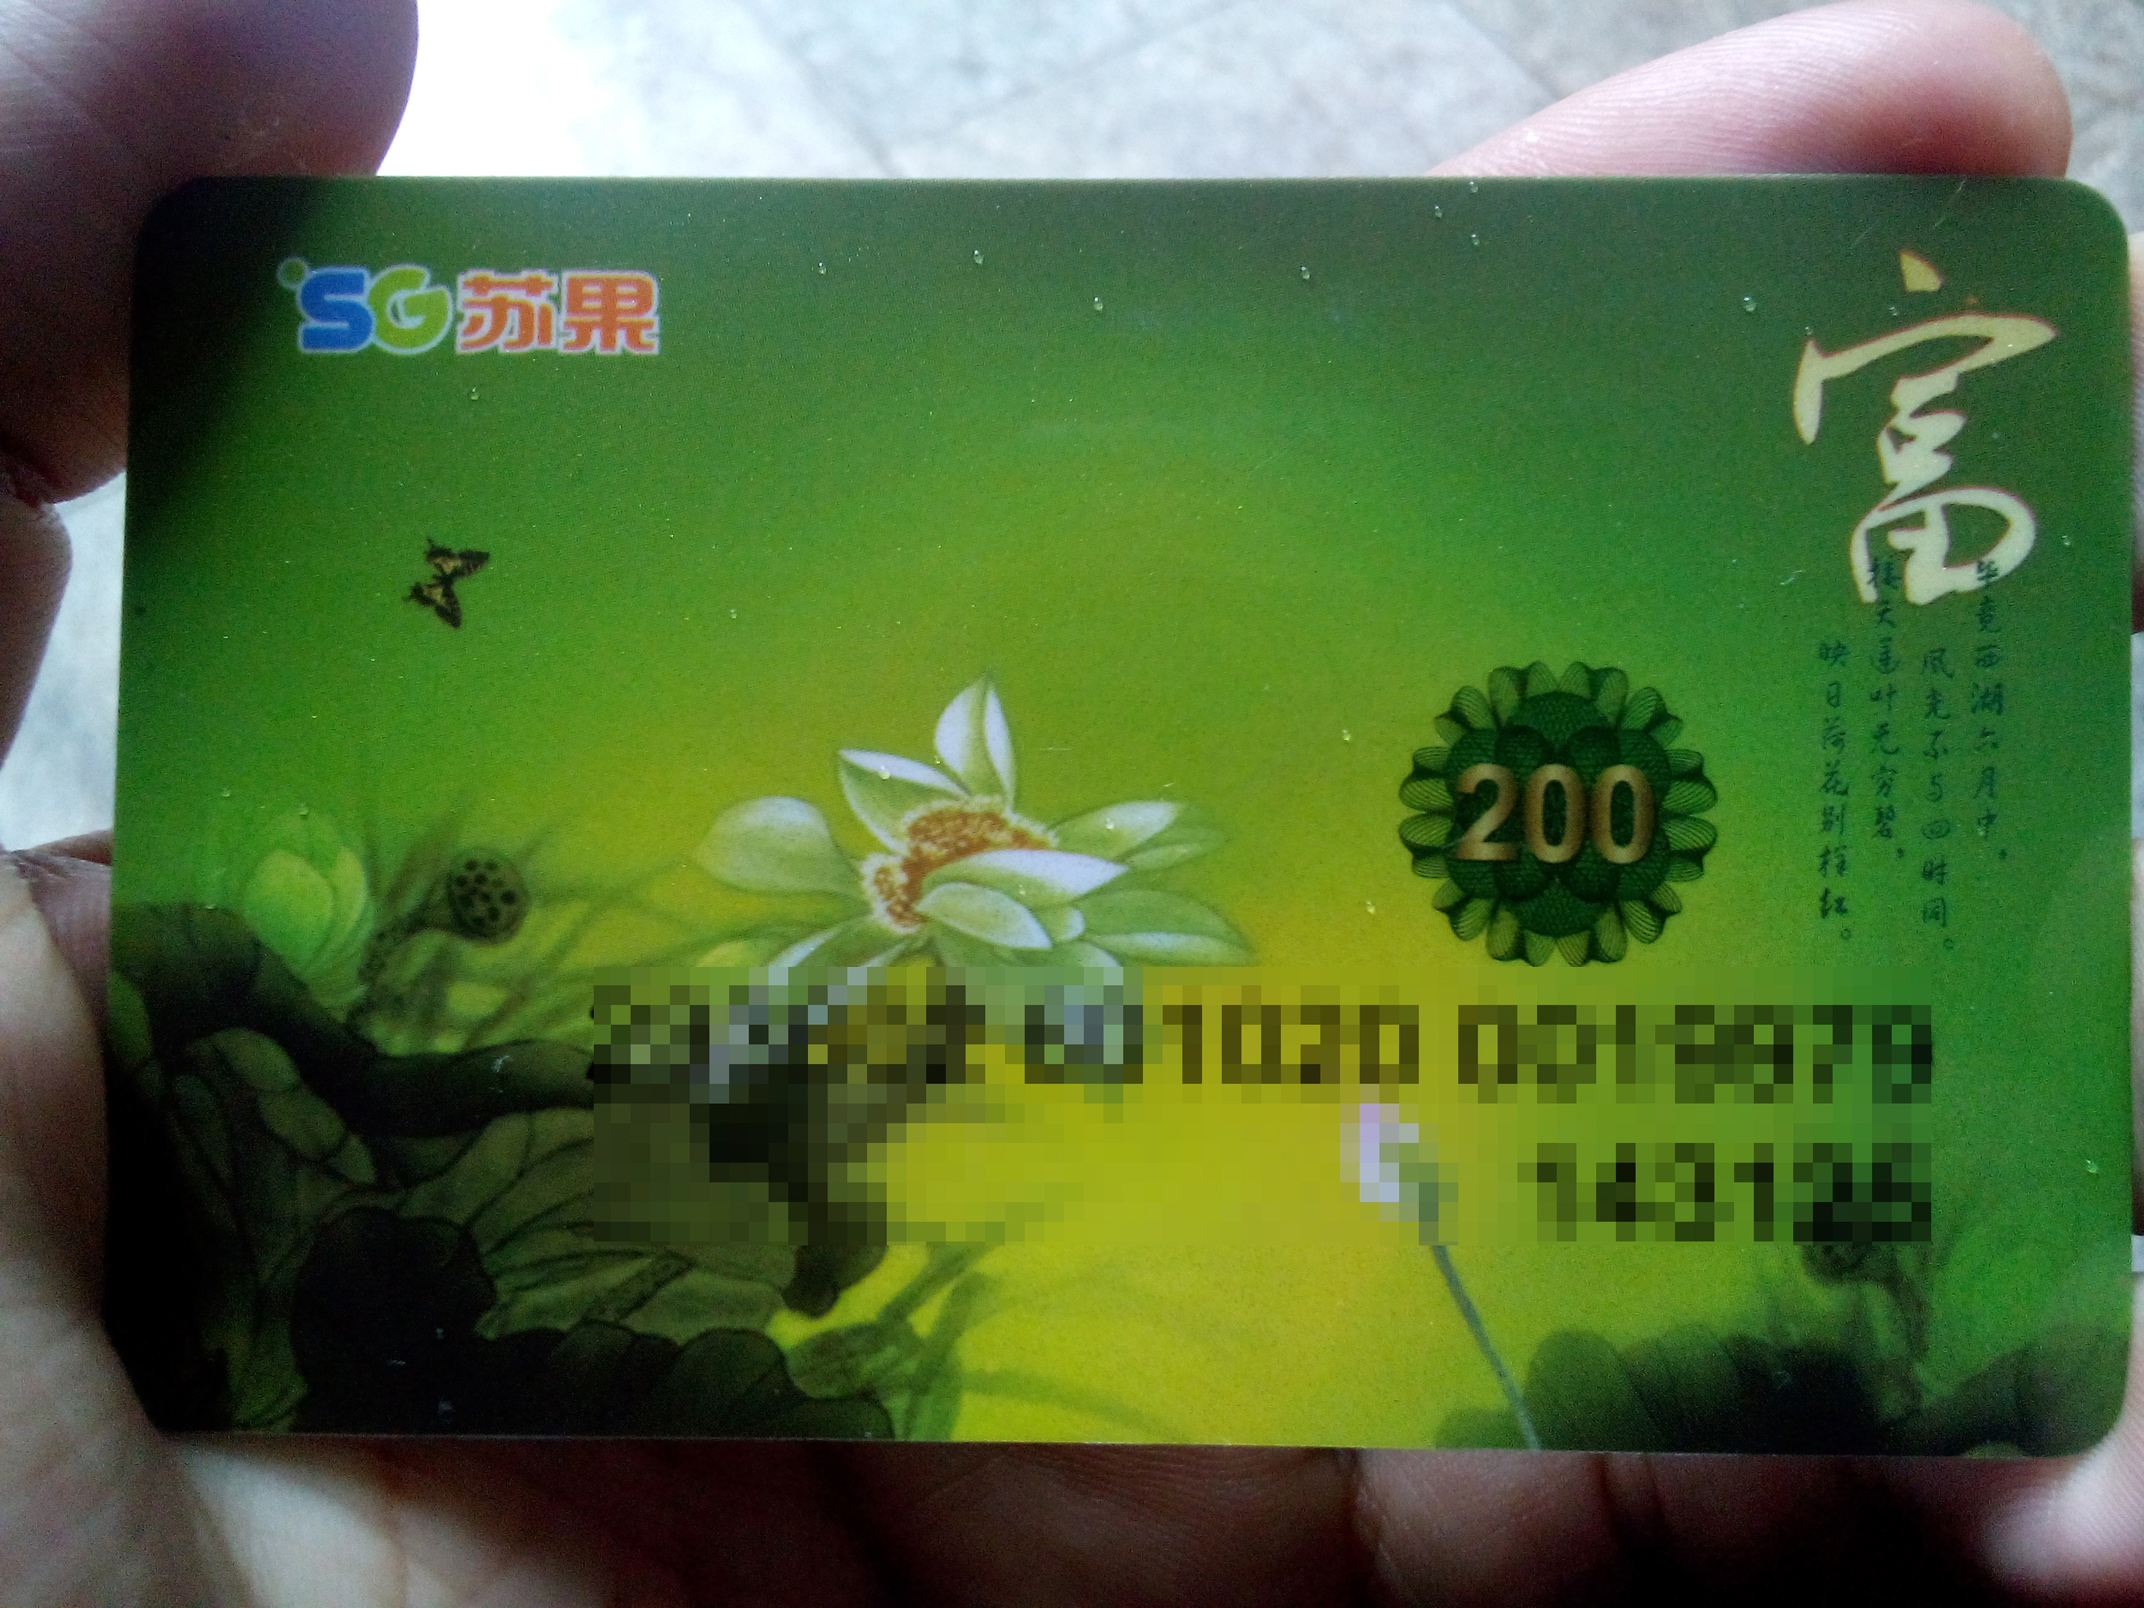 SG苏果
富
毕竟西湖六月中，
风光不与四时同。
接天莲叶无穷碧，
映日荷花别样红。
200